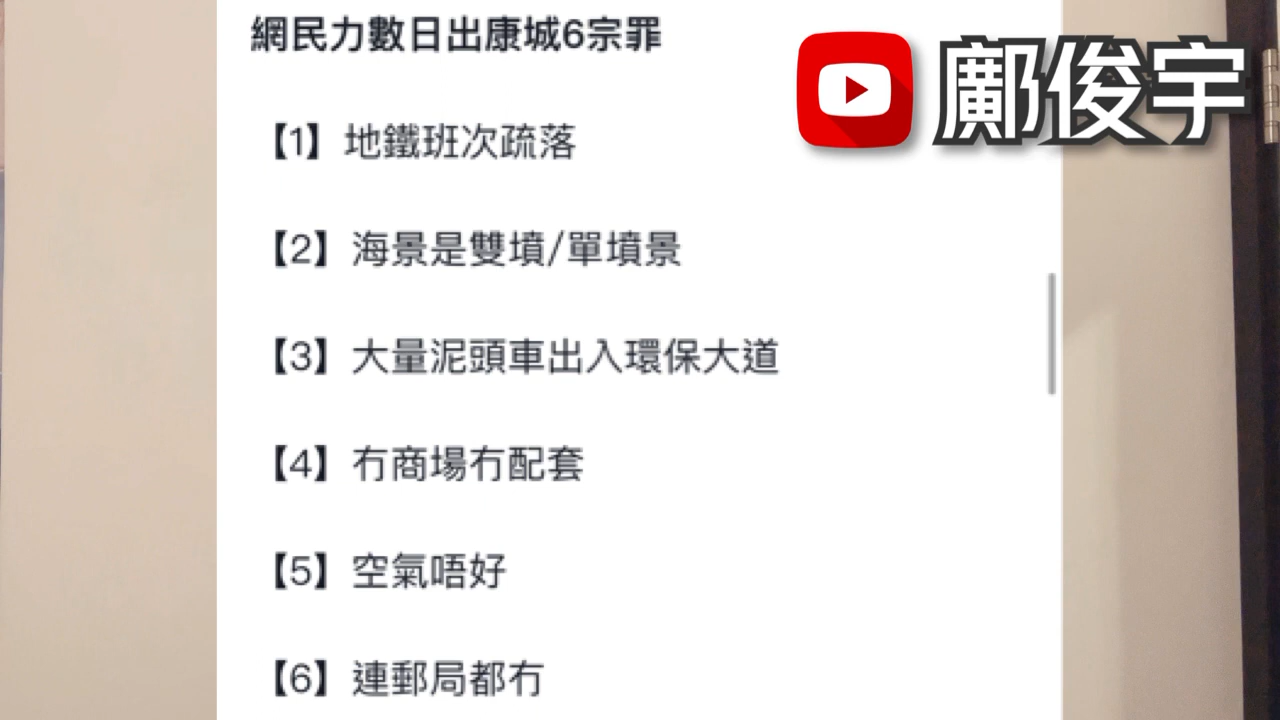 網民力數日出康城6宗罪
鄺俊宇
【1】地鐵班次疏落
【2】海景是雙墳/單墳景
【3】大量泥頭車出入環保大道
【4】冇商場冇配套
【5】空氣唔好
【6】連郵局都冇